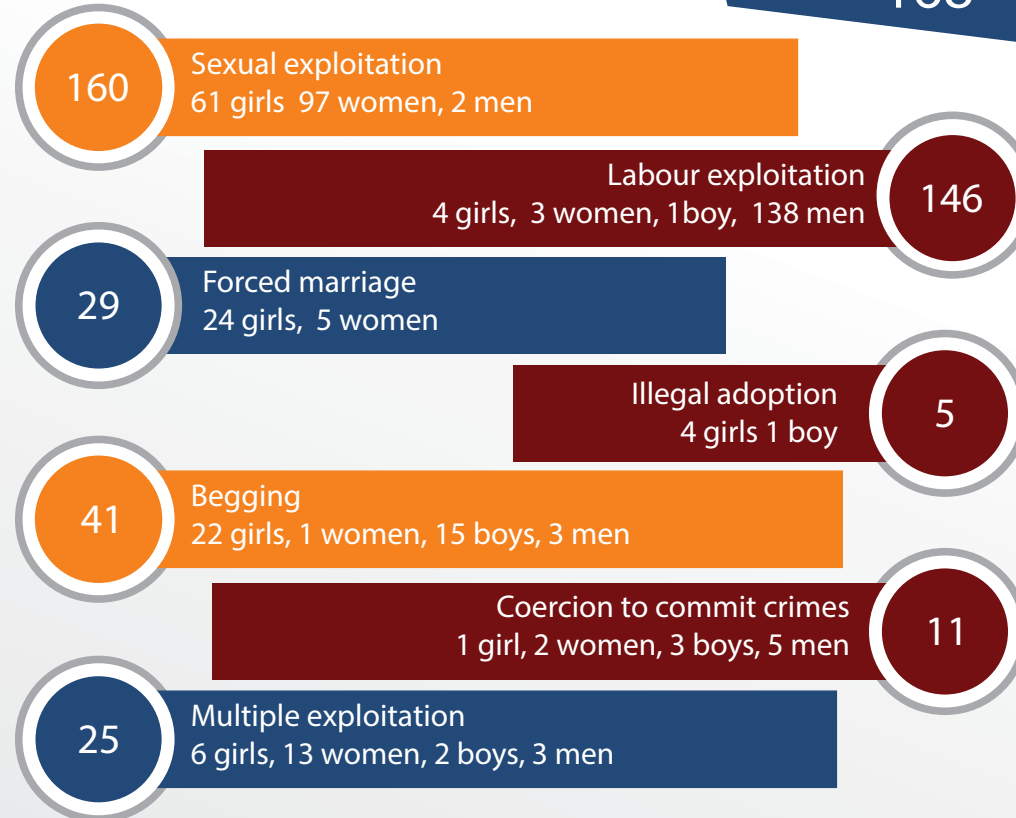 160
Sexual exploitation
61 girls 97 women, 2 men
Labour exploitation
4 girls, 3 women, 1boy, 138 men
146
29
Forced marriage
24 girls, 5 women
Illegal adoption
4 girls 1 boy
5
41
Begging
22 girls, 1 women, 15 boys, 3 men
Coercion to commit crimes
1 girl, 2 women, 3 boys, 5 men
11
25
Multiple exploitation
6 girls, 13 women, 2 boys, 3 men